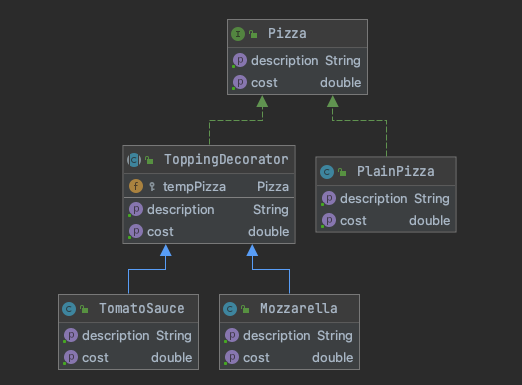 Pizza
description String
cost double
ToppingDecorator
tempPizza Pizza
description String
cost double
PlainPizza
description String
cost double
TomatoSauce
description String
cost double
Mozzarella
description String
cost double